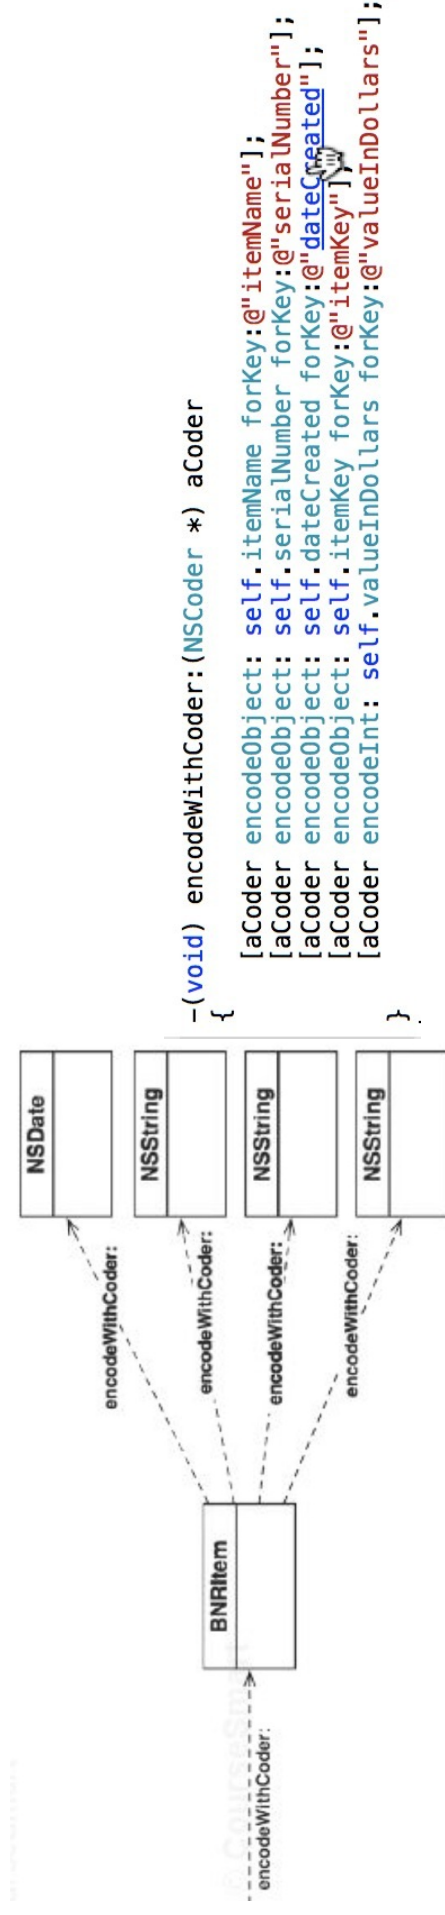 encodeWithCoder:
BNRItem
encodeWithCoder:
encodeWithCoder:
encodeWithCoder:
encodeWithCoder:
NSDate
NSString
NSString
NSString
-(void) encodeWithCoder:(NSCoder *) aCoder
{
[aCoder encodeObject: self.itemName forKey:@"itemName"];
[aCoder encodeObject: self.serialNumber forKey:@"serialNumber"];
[aCoder encodeObject: self.dateCreated forKey:@"dateCreated"];
[aCoder encodeObject: self.itemKey forKey:@"itemKey"];
[aCoder encodeInt: self.valueInDollars forKey:@"valueInDollars"];
}
© CourseSmart